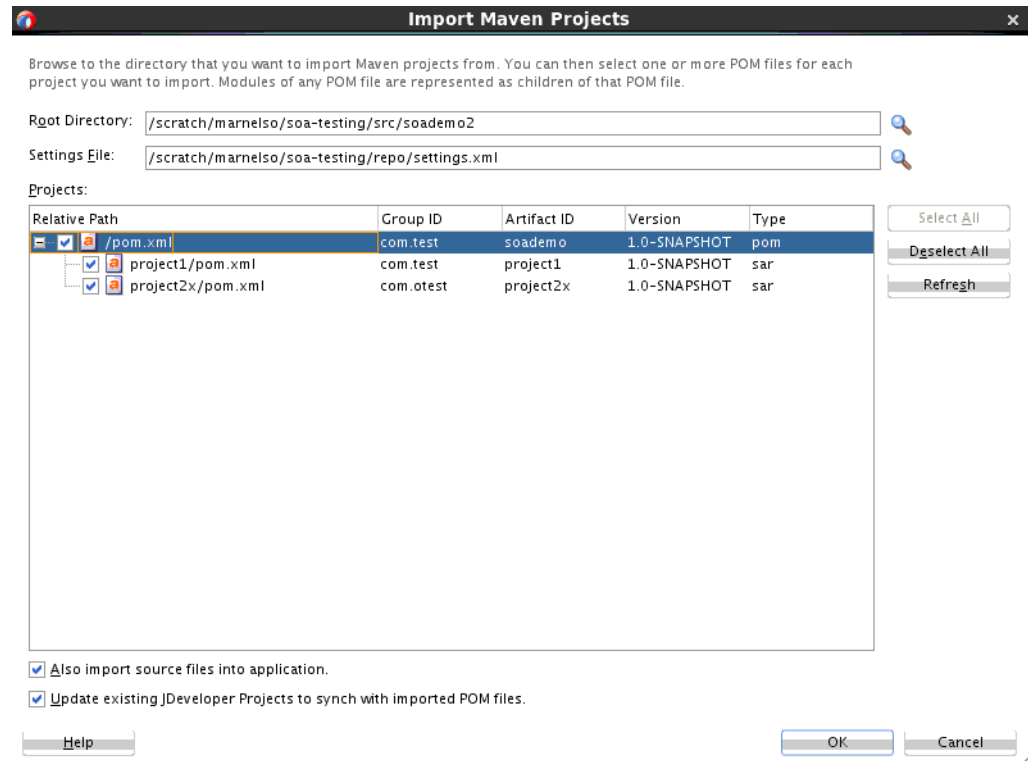 Import Maven Projects
Browse to the directory that you want to import Maven projects from. You can then select one or more POM files for each
project you want to import. Modules of any POM file are represented as children of that POM file.
Root Directory: /scratch/marnelso/soa-testing/src/soademo2
Settings File: /scratch/marnelso/soa-testing/repo/settings.xml
Projects:
Relative Path Group ID Artifact ID Version Type
/pom.xml com.test soademo 1.0-SNAPSHOT pom
project1/pom.xml com.test project1 1.0-SNAPSHOT sar
project2x/pom.xml com.otest project2x 1.0-SNAPSHOT sar
Select All
Deselect All
Refresh
Also import source files into application.
Update existing JDeveloper Projects to synch with imported POM files.
Help OK Cancel